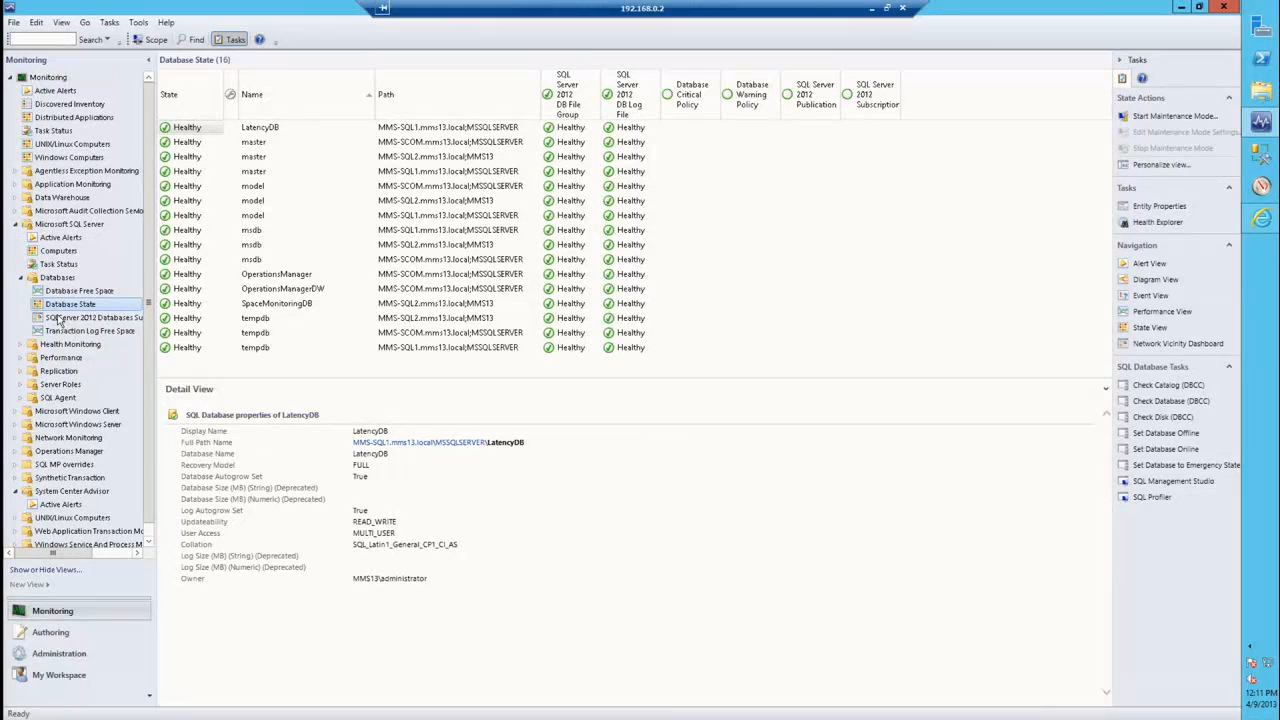 192.168.0.2
File Edit View Go Tasks Tools Help
Search Scope Find Tasks
Monitoring
Monitoring
Active Alerts
Discovered Inventory
Distributed Applications
Task Status
UNIX/Linux Computers
Windows Computers
Agentless Exception Monitoring
Application Monitoring
Data Warehouse
Microsoft Audit Collection Servic
Microsoft SQL Server
Active Alerts
Computers
Task Status
Databases
Database Free Space
Database State
SQL Server 2012 Databases Su
Transaction Log Free Space
Health Monitoring
Performance
Replication
Server Roles
SQL Agent
Microsoft Windows Client
Microsoft Windows Server
Network Monitoring
Operations Manager
SQL MP overrides
Synthetic Transaction
System Center Advisor
Active Alerts
UNIX/Linux Computers
Web Application Transaction Mo
Windows Service And Process M
Show or Hide Views...
New View
Monitoring
Authoring
Administration
My Workspace
Ready
Database State (16)
State Name Path SQL Server 2012 DB File Group SQL Server 2012 DB Log File Database Critical Policy Database Warning Policy SQL Server 2012 Publication SQL Server 2012 Subscription
Healthy LatencyDB MMS-SQL1.mms13.local;MSSQLSERVER Healthy Healthy
Healthy master MMS-SCOM.mms13.local;MSSQLSERVER Healthy Healthy
Healthy master MMS-SQL2.mms13.local;MMS13 Healthy Healthy
Healthy master MMS-SQL1.mms13.local;MSSQLSERVER Healthy Healthy
Healthy model MMS-SCOM.mms13.local;MSSQLSERVER Healthy Healthy
Healthy model MMS-SQL2.mms13.local;MMS13 Healthy Healthy
Healthy model MMS-SQL1.mms13.local;MSSQLSERVER Healthy Healthy
Healthy msdb MMS-SQL1.mms13.local;MSSQLSERVER Healthy Healthy
Healthy msdb MMS-SQL2.mms13.local;MMS13 Healthy Healthy
Healthy msdb MMS-SCOM.mms13.local;MSSQLSERVER Healthy Healthy
Healthy OperationsManager MMS-SCOM.mms13.local;MSSQLSERVER Healthy Healthy
Healthy OperationsManagerDW MMS-SCOM.mms13.local;MSSQLSERVER Healthy Healthy
Healthy SpaceMonitoringDB MMS-SQL2.mms13.local;MMS13 Healthy Healthy
Healthy tempdb MMS-SQL2.mms13.local;MMS13 Healthy Healthy
Healthy tempdb MMS-SCOM.mms13.local;MSSQLSERVER Healthy Healthy
Healthy tempdb MMS-SQL1.mms13.local;MSSQLSERVER Healthy Healthy
Detail View
SQL Database properties of LatencyDB
Display Name LatencyDB
Full Path Name MMS-SQL1.mms13.local\MSSQLSERVER\LatencyDB
Database Name LatencyDB
Recovery Model FULL
Database Autogrow Set True
Database Size (MB) (String) (Deprecated)
Database Size (MB) (Numeric) (Deprecated)
Log Autogrow Set True
Updateability READ_WRITE
User Access MULTI_USER
Collation SQL_Latin1_General_CP1_CI_AS
Log Size (MB) (String) (Deprecated)
Log Size (MB) (Numeric) (Deprecated)
Owner MMS13\administrator
Tasks
State Actions
Start Maintenance Mode...
Edit Maintenance Mode Settings...
Stop Maintenance Mode
Personalize view...
Tasks
Entity Properties
Health Explorer
Navigation
Alert View
Diagram View
Event View
Performance View
State View
Network Vicinity Dashboard
SQL Database Tasks
Check Catalog (DBCC)
Check Database (DBCC)
Check Disk (DBCC)
Set Database Offline
Set Database Online
Set Database to Emergency State
SQL Management Studio
SQL Profiler
12:11 PM
4/9/2013